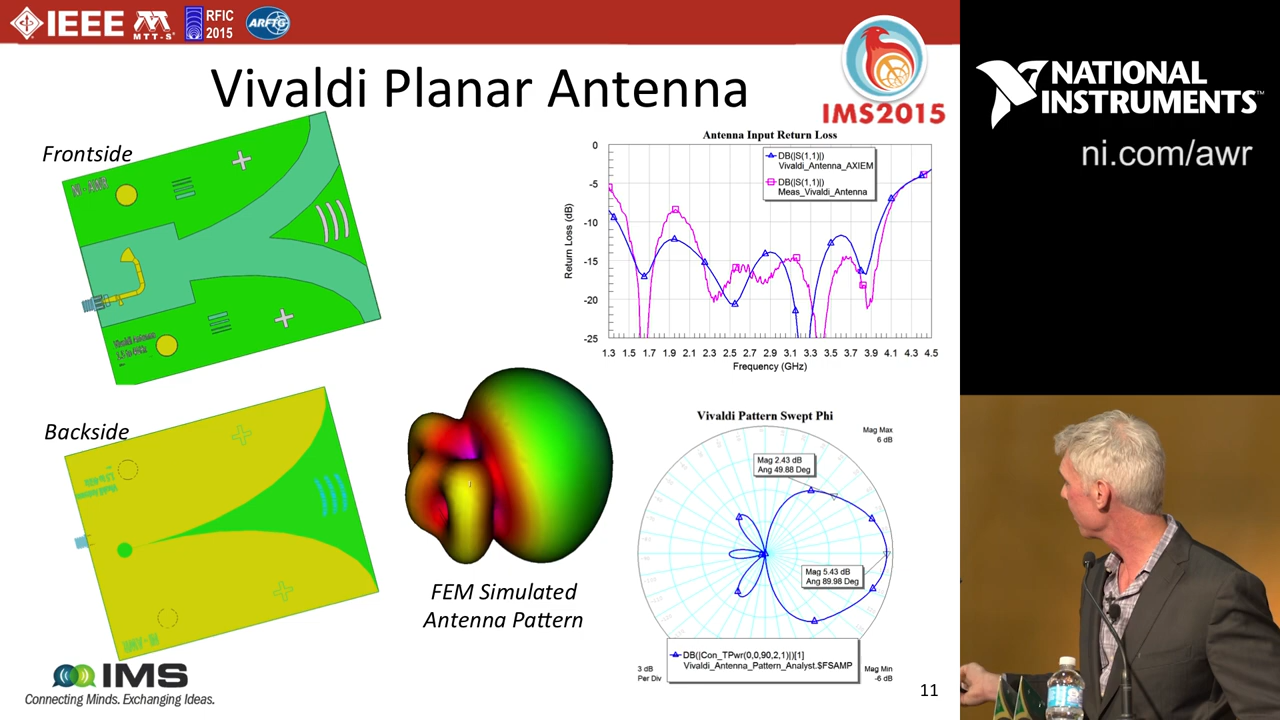 IEEE
MTT-S®
RFIC
2015
ARFTG
Vivaldi Planar Antenna
IMS2015
NATIONAL
INSTRUMENTS™
ni.com/awr
Frontside
NI - AWR
Antenna Input Return Loss
DB(|S(1,1)|)
Vivaldi_Antenna_AXIEM
DB(|S(1,1)|)
Meas_Vivaldi_Antenna
Return Loss (dB)
0
-5
-10
-15
-20
-25
1.3 1.5 1.7 1.9 2.1 2.3 2.5 2.7 2.9 3.1 3.3 3.5 3.7 3.9 4.1 4.3 4.5
Frequency (GHz)
Backside
FEM Simulated
Antenna Pattern
Vivaldi Pattern Swept Phi
Mag Max
6 dB
Mag 2.43 dB
Ang 49.88 Deg
Mag 5.43 dB
Ang 89.98 Deg
DB(|Con_TPwr(0,0,90,2,1)|)[1]
Vivaldi_Antenna_Pattern_Analyst.$FSAMP
3 dB
Per Div
Mag Min
-6 dB
IMS
Connecting Minds. Exchanging Ideas.
11